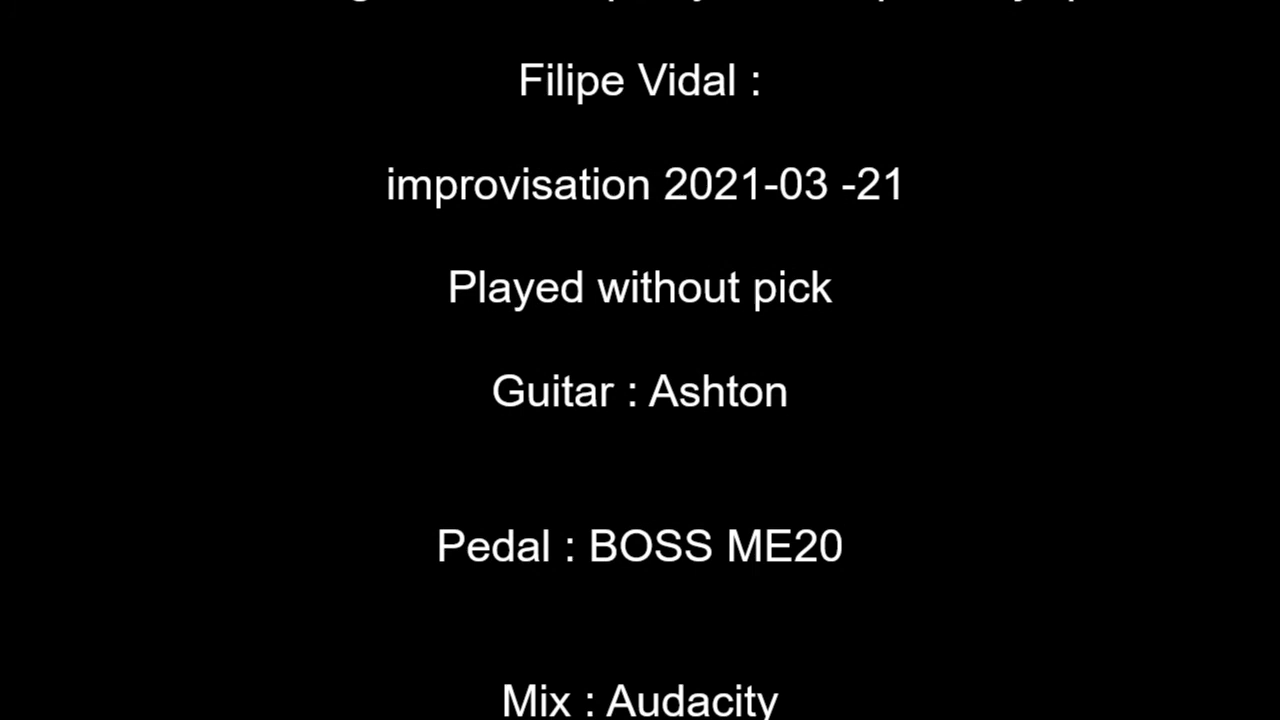 Filipe Vidal :
improvisation 2021-03 -21
Played without pick
Guitar : Ashton
Pedal : BOSS ME20
Mix : Audacity